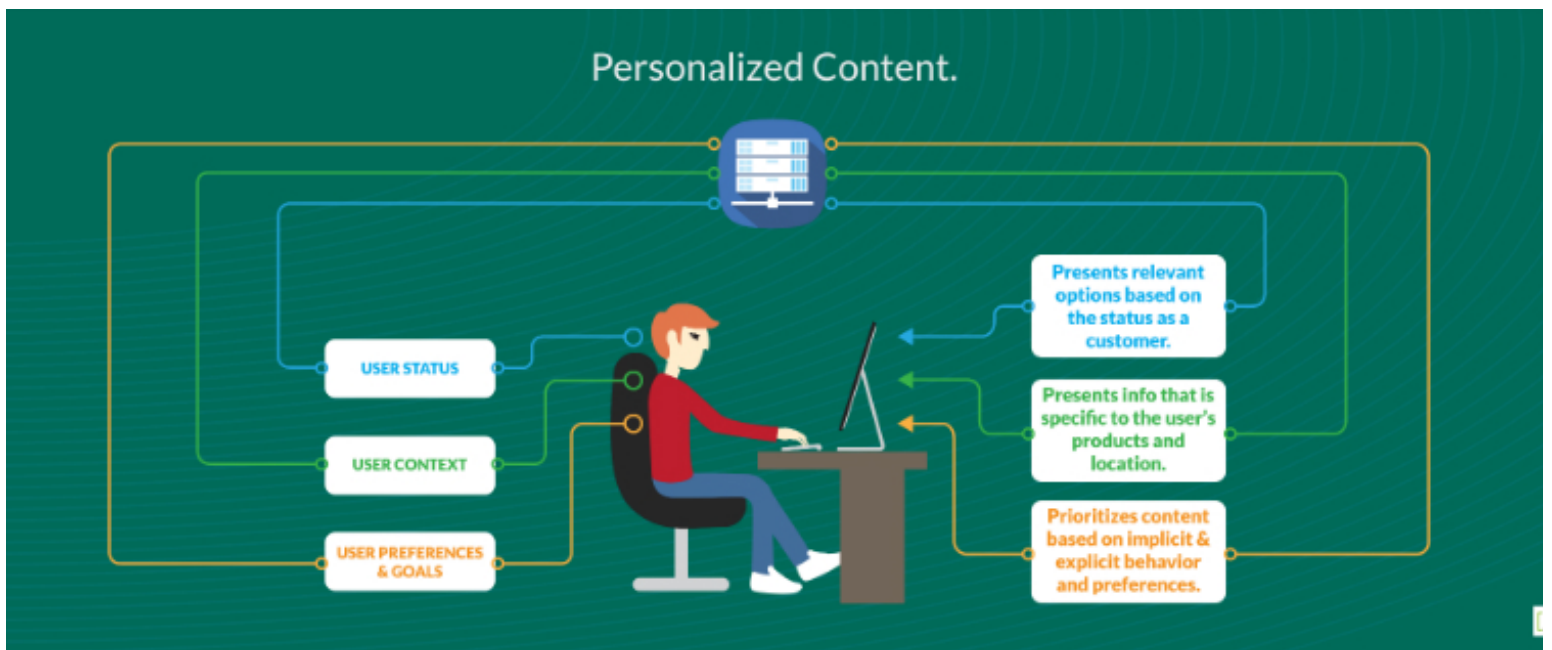 Personalized Content.
USER STATUS
USER CONTEXT
USER PREFERENCES
& GOALS
Presents relevant
options based on
the status as a
customer.
Presents info that is
specific to the user's
products and
location.
Prioritizes content
based on implicit &
explicit behavior
and preferences.